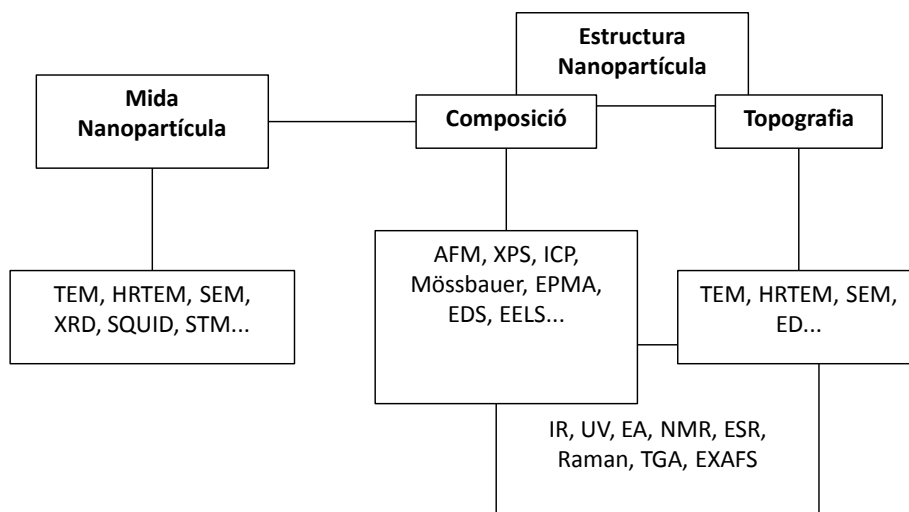 Estructura
Nanopartícula
Mida
Nanopartícula
Composició
Topografia
AFM, XPS, ICP,
Mössbauer, EPMA,
EDS, EELS...
TEM, HRTEM, SEM,
XRD, SQUID, STM...
TEM, HRTEM, SEM,
ED...
IR, UV, EA, NMR, ESR,
Raman, TGA, EXAFS